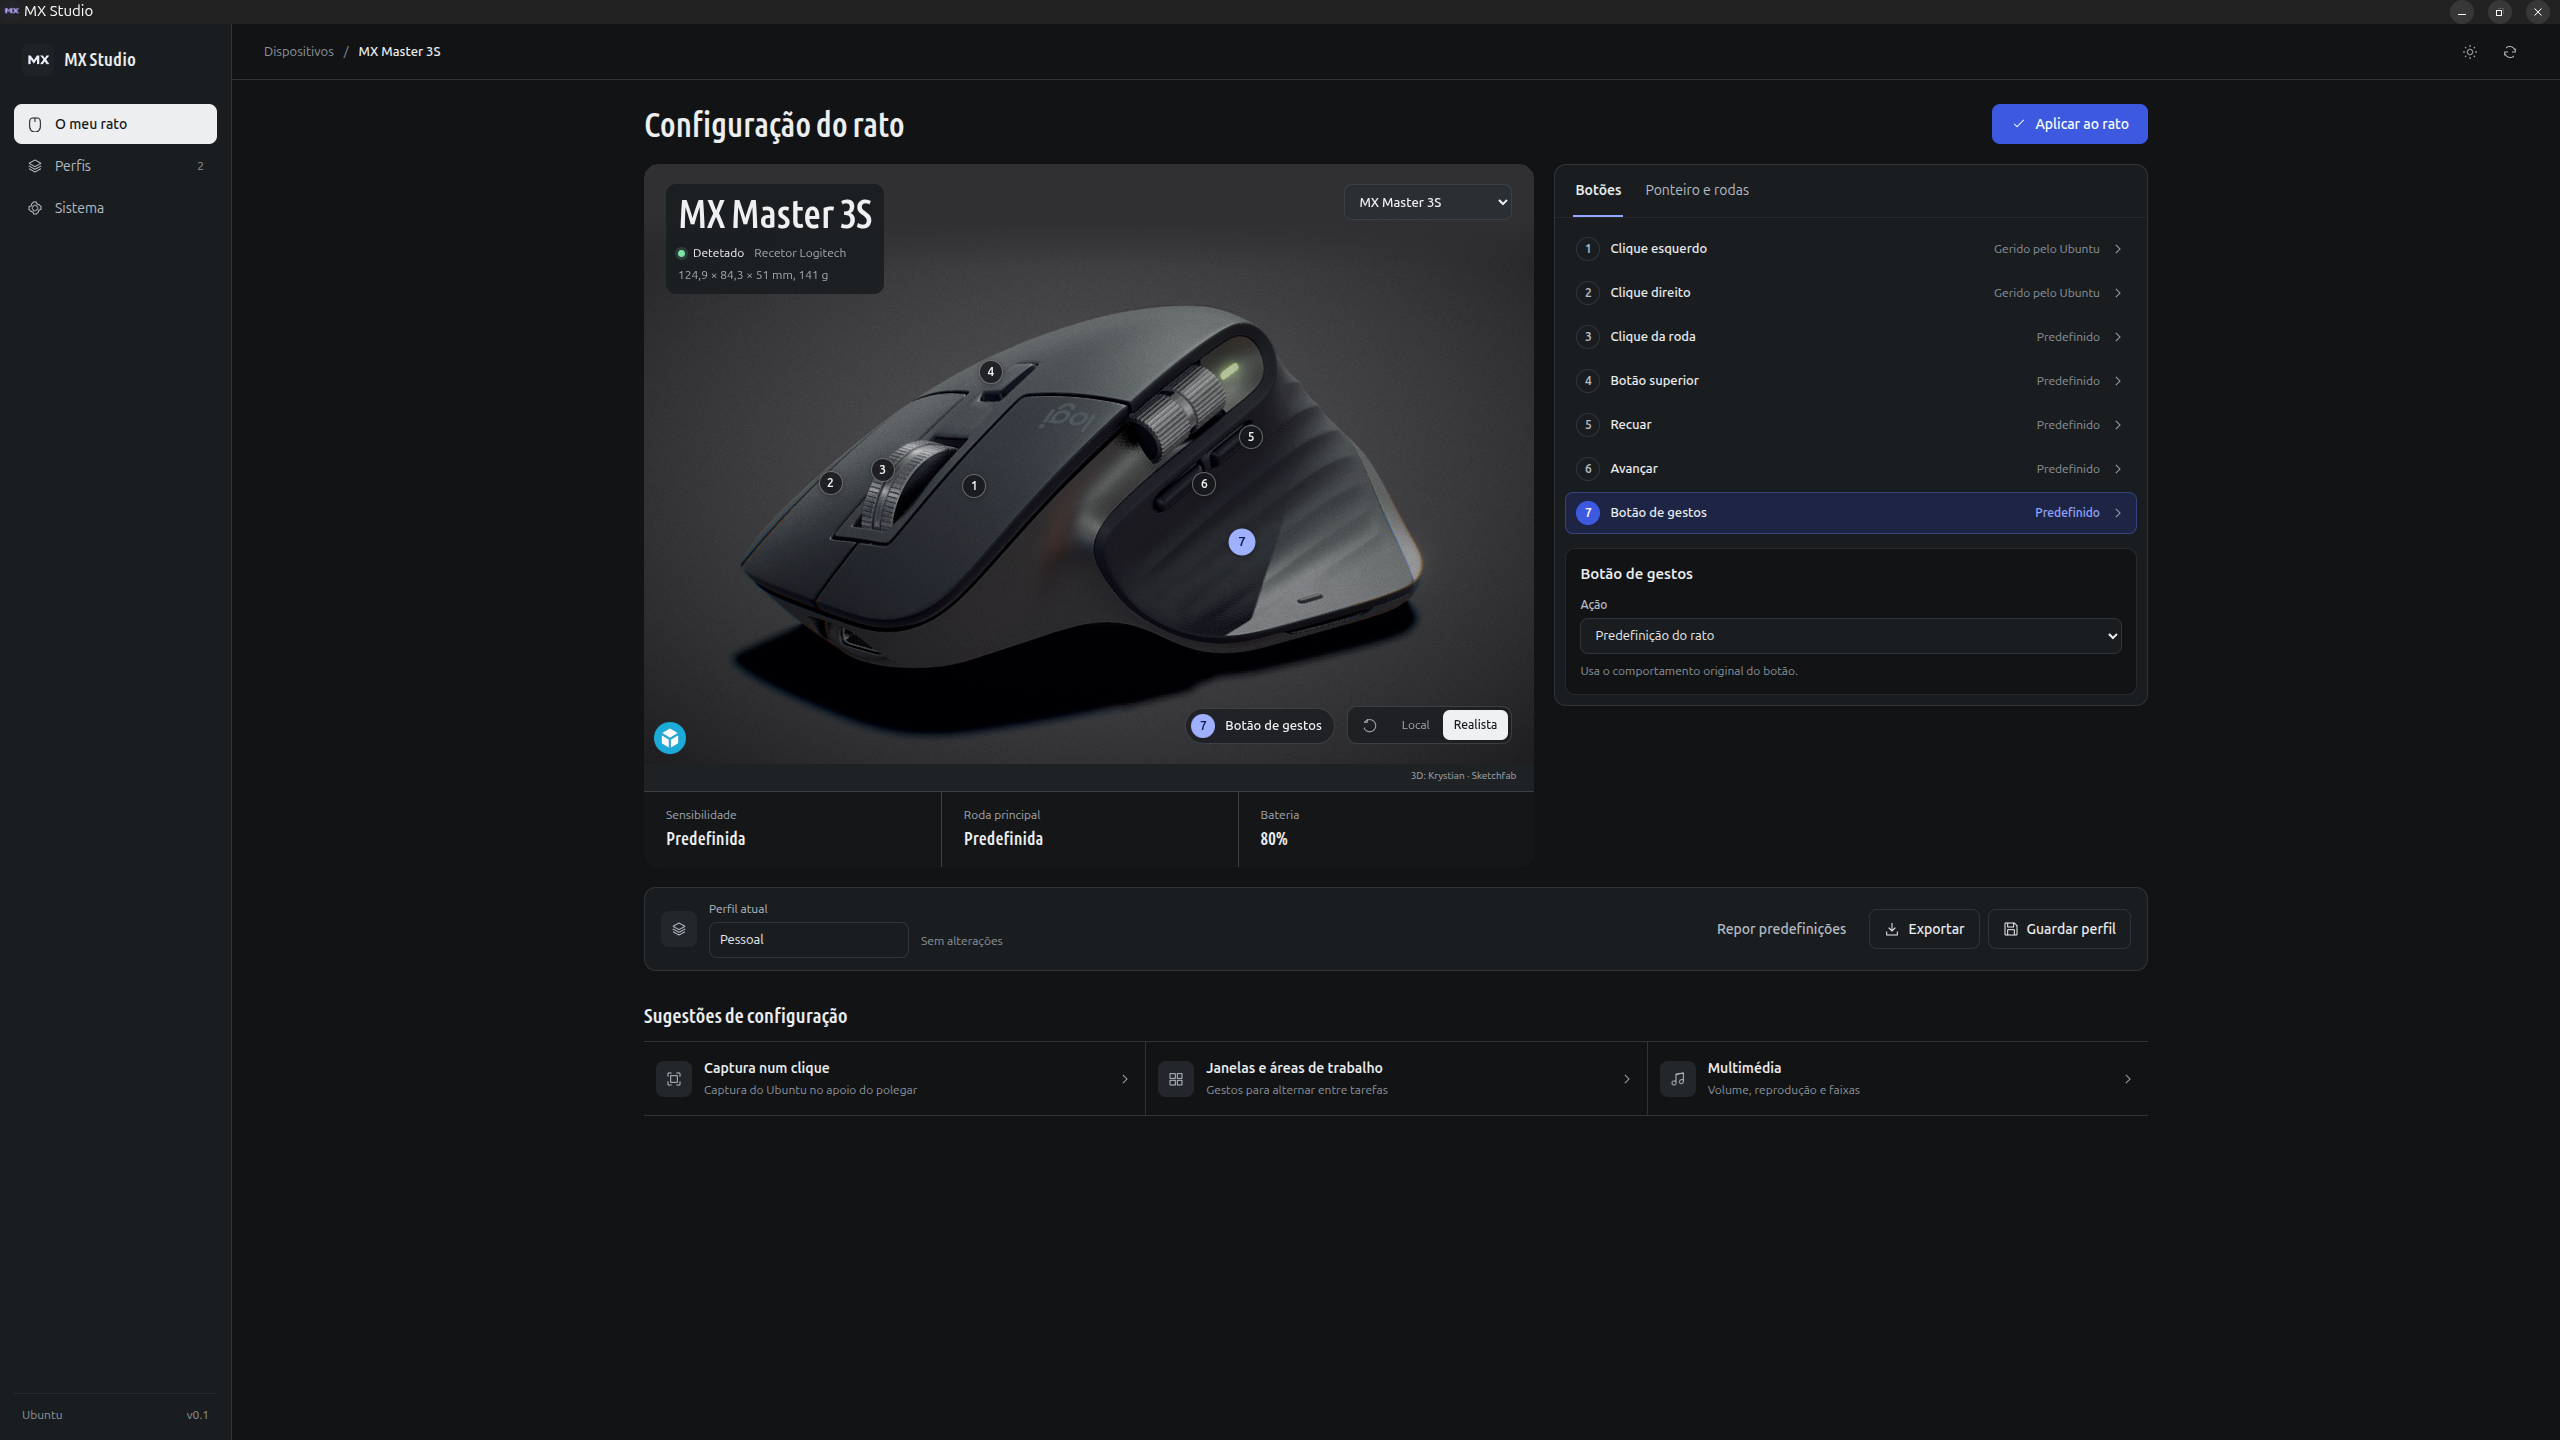 MX MX Studio
MX MX Studio
O meu rato
Perfis 2
Sistema
Ubuntu v0.1
Dispositivos / MX Master 3S
Configuração do rato
Aplicar ao rato
MX Master 3S
Detetado Recetor Logitech
124,9 × 84,3 × 51 mm, 141 g
MX Master 3S
logi
4
5
3
2
1
6
7
7 Botão de gestos
Local Realista
3D: Krystian · Sketchfab
Sensibilidade
Predefinida
Roda principal
Predefinida
Bateria
80%
Botões Ponteiro e rodas
1 Clique esquerdo Gerido pelo Ubuntu
2 Clique direito Gerido pelo Ubuntu
3 Clique da roda Predefinido
4 Botão superior Predefinido
5 Recuar Predefinido
6 Avançar Predefinido
7 Botão de gestos Predefinido
Botão de gestos
Ação
Predefinição do rato
Usa o comportamento original do botão.
Perfil atual
Pessoal Sem alterações
Repor predefinições Exportar Guardar perfil
Sugestões de configuração
Captura num clique
Captura do Ubuntu no apoio do polegar
Janelas e áreas de trabalho
Gestos para alternar entre tarefas
Multimédia
Volume, reprodução e faixas